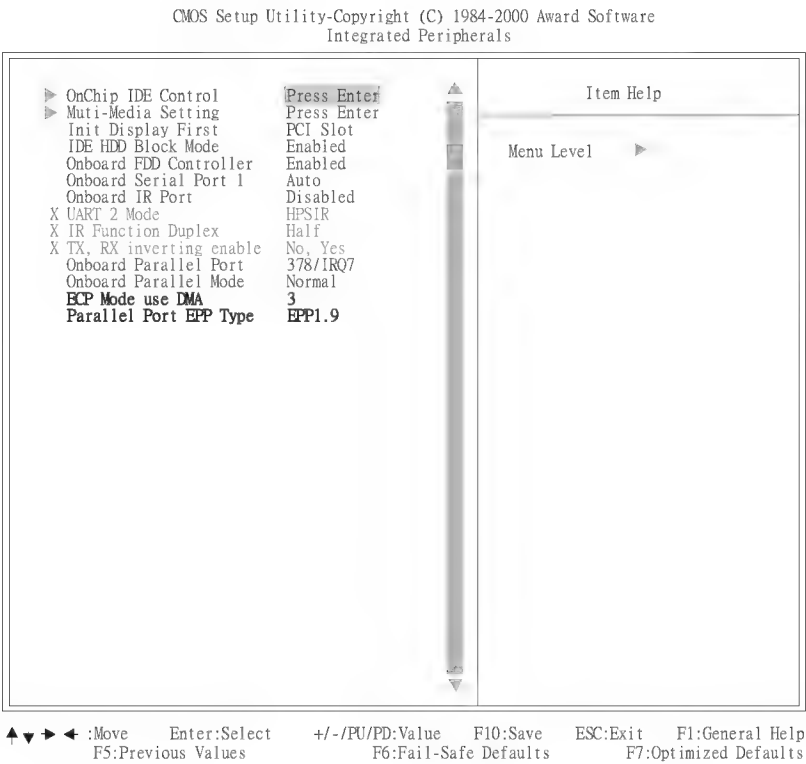 CMOS Setup Utility-Copyright (C) 1984-2000 Award Software
Integrated Peripherals
OnChip IDE Control Press Enter
Muti-Media Setting Press Enter
Init Display First PCI Slot
IDE HDD Block Mode Enabied
Onboard FDD Controller Enabled
Onboard Serial Port 1 Auto
Onboard IR Port Disabled
X UART 2 Mode HPSIR
X IR Function Duplex Half
X TX, RX inverting enable No, Yes
Onboard Parallel Port 378/IRQ7
Onboard Parallel Mode Normal
ECP Mode use DMA 3
Parallel Port EPP Type EPP1.9
Item Help
Menu Level
:Move Enter:Select +/-/PU/PD:Value F10:Save ESC:Exit F1:General Help
F5:Previous Values F6:Fail-Safe Defaults F7:Optimized Defaults